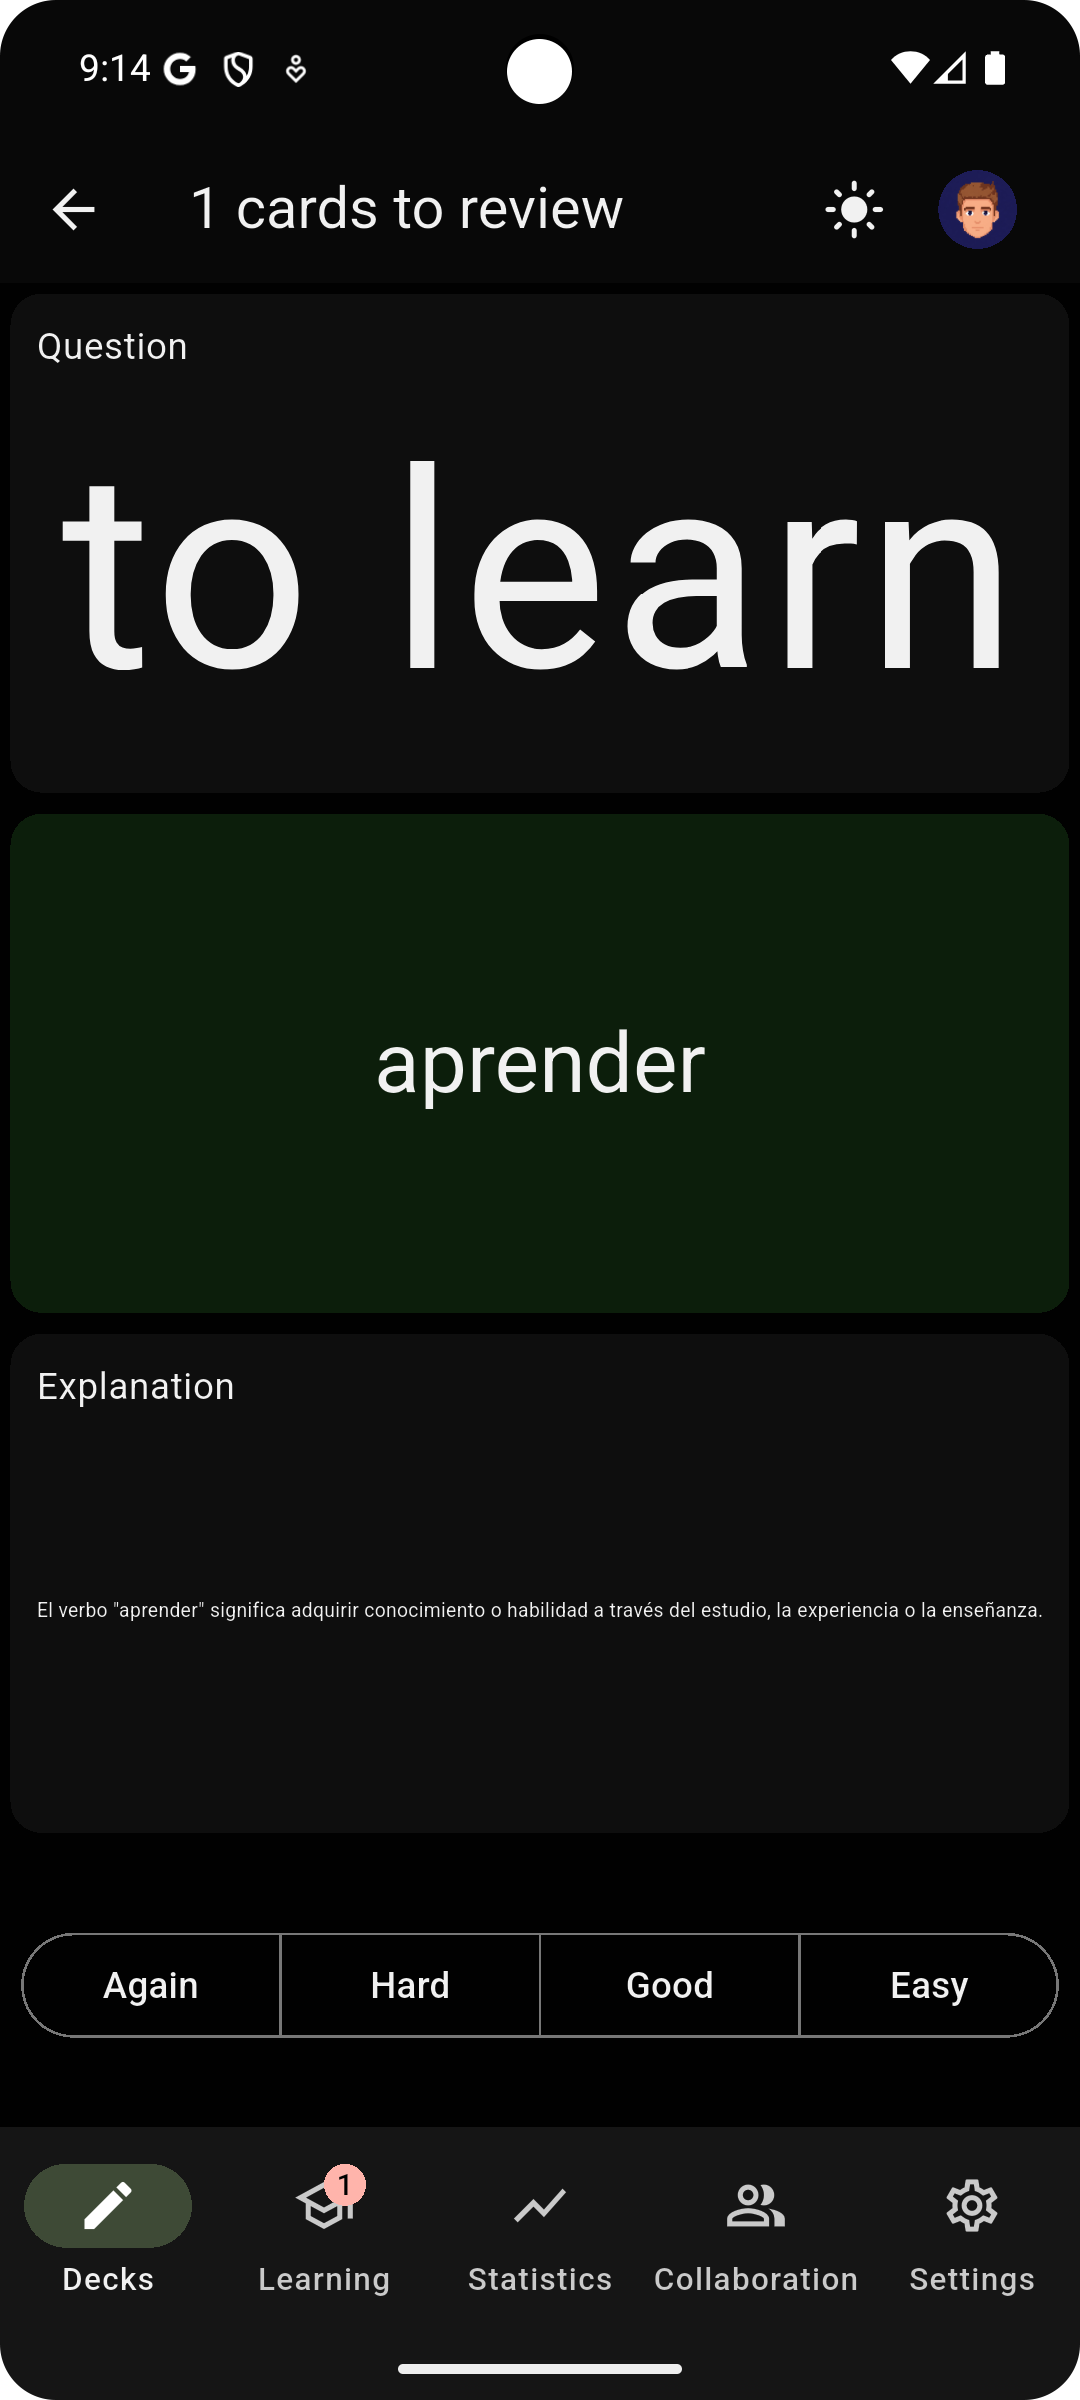 9:14
1 cards to review
Question
to learn
aprender
Explanation
El verbo "aprender" significa adquirir conocimiento o habilidad a través del estudio, la experiencia o la enseñanza.
Again Hard Good Easy
1
Decks Learning Statistics Collaboration Settings